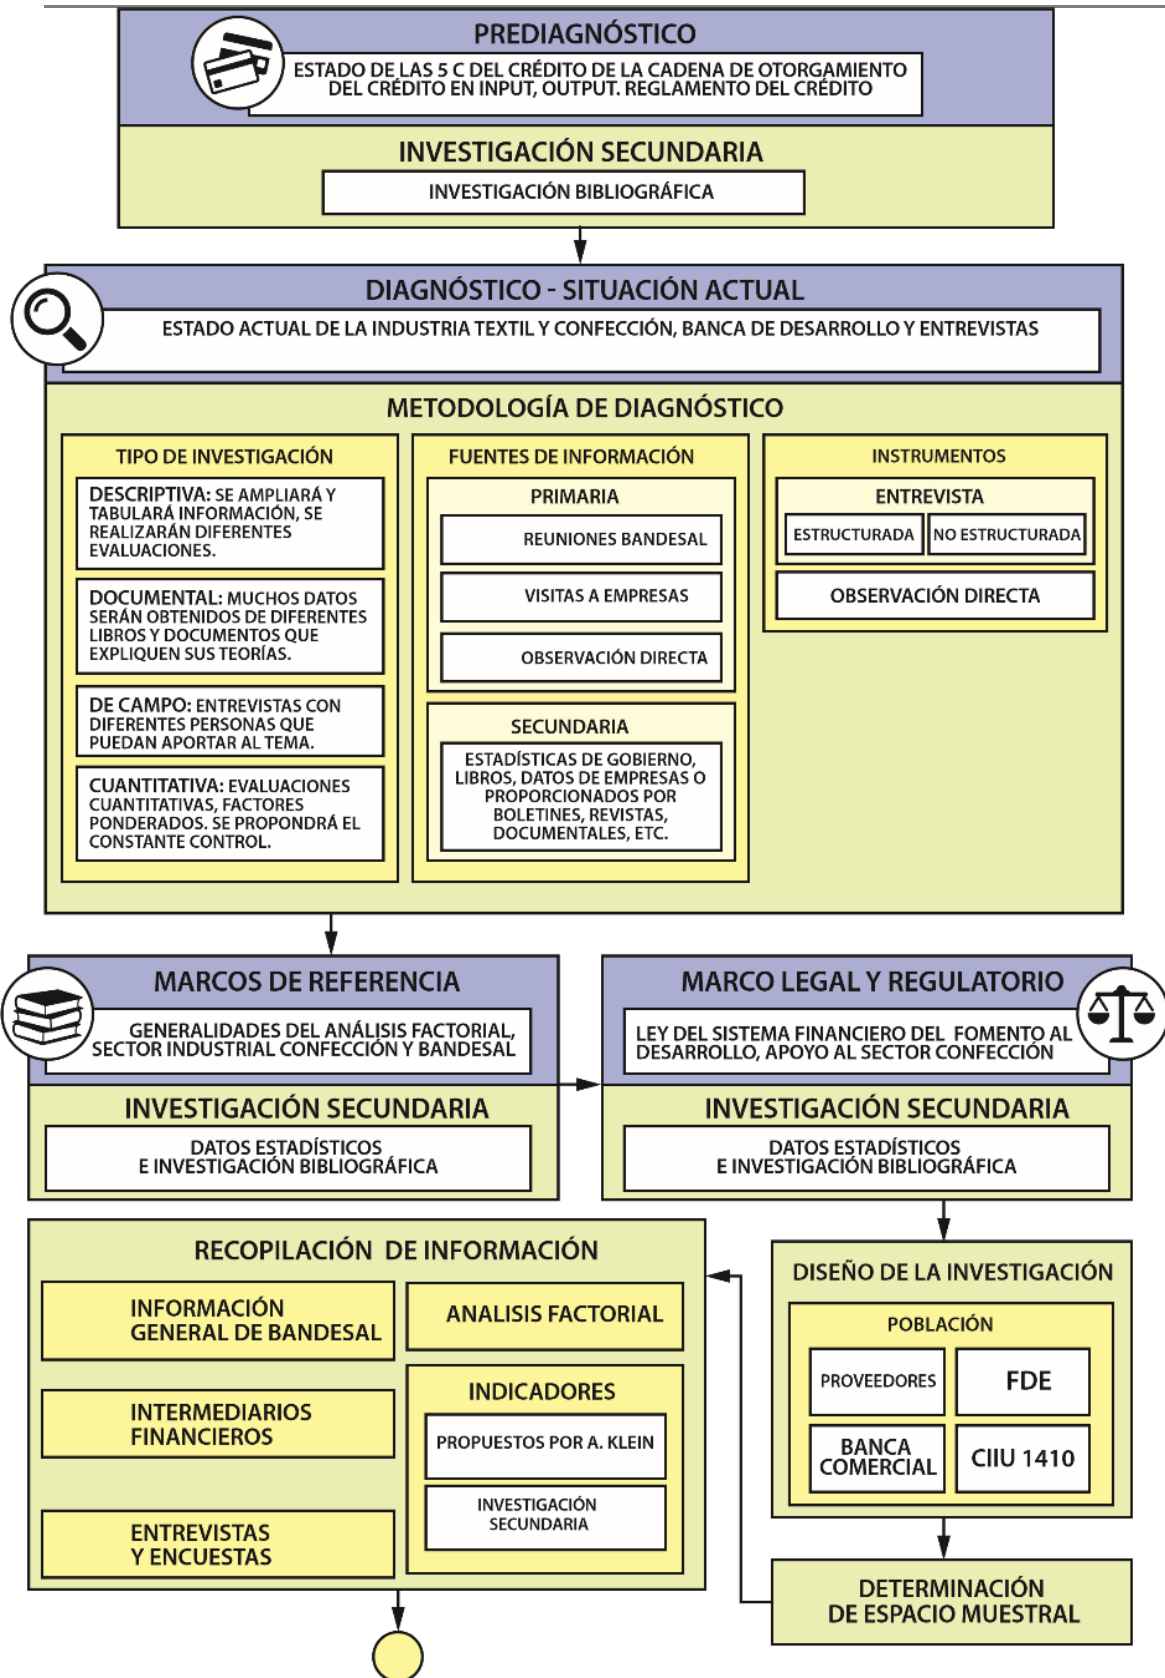 PREDIAGNÓSTICO
ESTADO DE LAS 5 C DEL CRÉDITO DE LA CADENA DE OTORGAMIENTO
DEL CRÉDITO EN INPUT, OUTPUT. REGLAMENTO DEL CRÉDITO
INVESTIGACIÓN SECUNDARIA
INVESTIGACIÓN BIBLIOGRÁFICA
DIAGNÓSTICO - SITUACIÓN ACTUAL
ESTADO ACTUAL DE LA INDUSTRIA TEXTIL Y CONFECCIÓN, BANCA DE DESARROLLO Y ENTREVISTAS
METODOLOGÍA DE DIAGNÓSTICO
TIPO DE INVESTIGACIÓN
DESCRIPTIVA: SE AMPLIARÁ Y
TABULARÁ INFORMACIÓN, SE
REALIZARÁN DIFERENTES
EVALUACIONES.
DOCUMENTAL: MUCHOS DATOS
SERÁN OBTENIDOS DE DIFERENTES
LIBROS Y DOCUMENTOS QUE
EXPLIQUEN SUS TEORÍAS.
DE CAMPO: ENTREVISTAS CON
DIFERENTES PERSONAS QUE
PUEDAN APORTAR AL TEMA.
CUANTITATIVA: EVALUACIONES
CUANTITATIVAS, FACTORES
PONDERADOS. SE PROPONDRÁ EL
CONSTANTE CONTROL.
FUENTES DE INFORMACIÓN
PRIMARIA
REUNIONES BANDESAL
VISITAS A EMPRESAS
OBSERVACIÓN DIRECTA
SECUNDARIA
ESTADÍSTICAS DE GOBIERNO,
LIBROS, DATOS DE EMPRESAS O
PROPORCIONADOS POR
BOLETINES, REVISTAS,
DOCUMENTALES, ETC.
INSTRUMENTOS
ENTREVISTA
ESTRUCTURADA
NO ESTRUCTURADA
OBSERVACIÓN DIRECTA
MARCOS DE REFERENCIA
GENERALIDADES DEL ANÁLISIS FACTORIAL,
SECTOR INDUSTRIAL CONFECCIÓN Y BANDESAL
INVESTIGACIÓN SECUNDARIA
DATOS ESTADÍSTICOS
E INVESTIGACIÓN BIBLIOGRÁFICA
MARCO LEGAL Y REGULATORIO
LEY DEL SISTEMA FINANCIERO DEL FOMENTO AL
DESARROLLO, APOYO AL SECTOR CONFECCIÓN
INVESTIGACIÓN SECUNDARIA
DATOS ESTADÍSTICOS
E INVESTIGACIÓN BIBLIOGRÁFICA
DISEÑO DE LA INVESTIGACIÓN
POBLACIÓN
PROVEEDORES
FDE
BANCA
COMERCIAL
CIIU 1410
DETERMINACIÓN
DE ESPACIO MUESTRAL
RECOPILACIÓN DE INFORMACIÓN
INFORMACIÓN
GENERAL DE BANDESAL
INTERMEDIARIOS
FINANCIEROS
ENTREVISTAS
Y ENCUESTAS
ANALISIS FACTORIAL
INDICADORES
PROPUESTOS POR A. KLEIN
INVESTIGACIÓN
SECUNDARIA